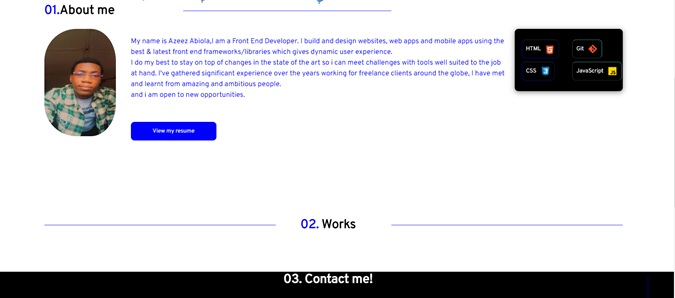 01.About me
My name is Azeez Abiola,I am a Front End Developer. I build and design websites, web apps and mobile apps using the
best & latest front end frameworks/libraries which gives dynamic user experience.
I do my best to stay on top of changes in the state of the art so i can meet challenges with tools well suited to the job
at hand. I've gathered significant experience over the years working for freelance clients around the globe, I have met
and learnt from amazing and ambitious people.
and i am open to new opportunities.
View my resume
HTML
Git
CSS
JavaScript
02. Works
03. Contact me!